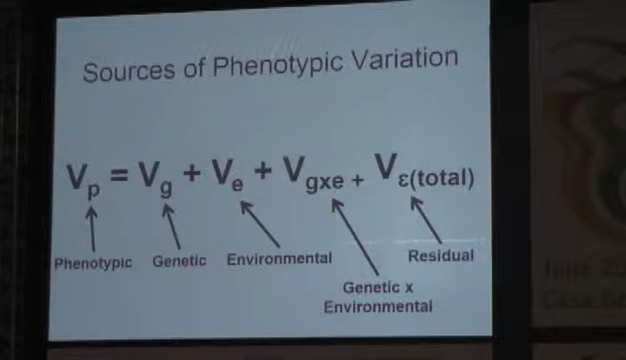 Sources of Phenotypic Variation
Vp = Vg + Ve + Vgxe + Vε(total)
Phenotypic Genetic Environmental Residual
Genetic x
Environmental